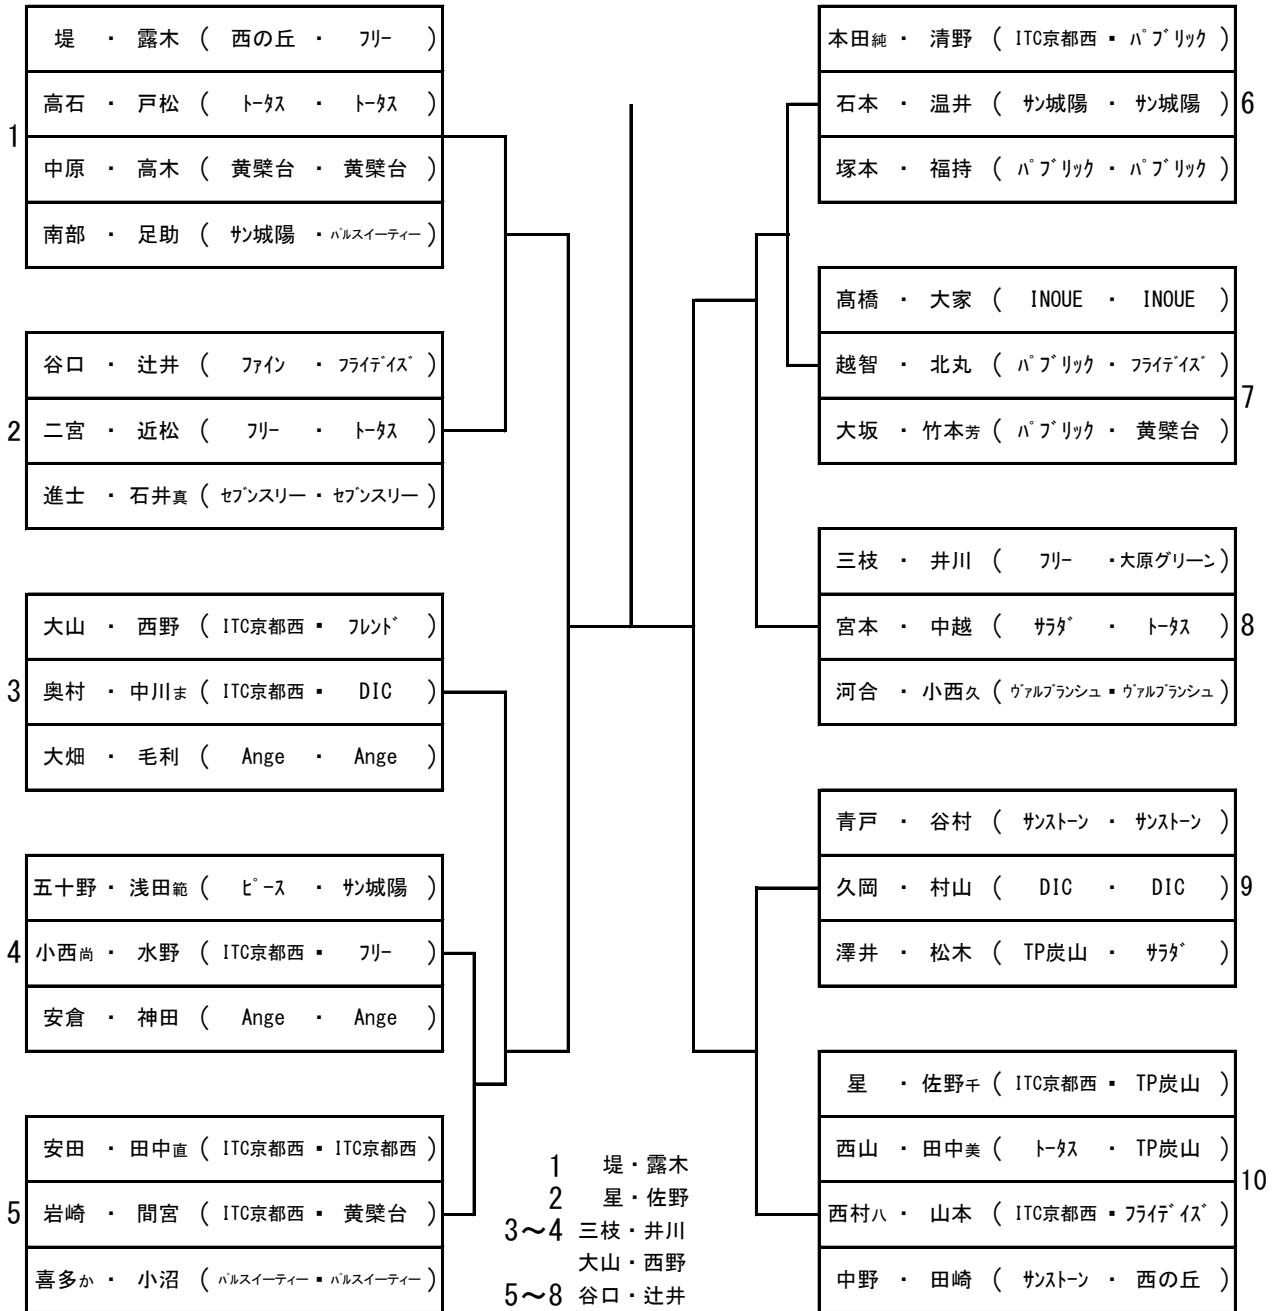 1
堤 ・ 露木 ( 西の丘 ・ フリー )
高石 ・ 戸松 ( トータス ・ トータス )
中原 ・ 高木 ( 黄檗台 ・ 黄檗台 )
南部 ・ 足助 ( サン城陽 ・ パルスイーティー )
2
谷口 ・ 辻井 ( ファイン ・ フライデイズ )
二宮 ・ 近松 ( フリー ・ トータス )
進士 ・ 石井真 ( セブンスリー ・ セブンスリー )
3
大山 ・ 西野 ( ITC京都西 ・ フレンド )
奥村 ・ 中川ま ( ITC京都西 ・ DIC )
大畑 ・ 毛利 ( Ange ・ Ange )
4
五十野 ・ 浅田範 ( ピース ・ サン城陽 )
小西尚 ・ 水野 ( ITC京都西 ・ フリー )
安倉 ・ 神田 ( Ange ・ Ange )
5
安田 ・ 田中直 ( ITC京都西 ・ ITC京都西 )
岩崎 ・ 間宮 ( ITC京都西 ・ 黄檗台 )
喜多か ・ 小沼 ( パルスイーティー ・ パルスイーティー )
本田純 ・ 清野 ( ITC京都西 ・ パブリック )
石本 ・ 温井 ( サン城陽 ・ サン城陽 )
塚本 ・ 福持 ( パブリック ・ パブリック )
6
髙橋 ・ 大家 ( INOUE ・ INOUE )
越智 ・ 北丸 ( パブリック ・ フライデイズ )
大坂 ・ 竹本芳 ( パブリック ・ 黄檗台 )
7
三枝 ・ 井川 ( フリー ・ 大原グリーン )
宮本 ・ 中越 ( サラダ ・ トータス )
河合 ・ 小西久 ( ヴァルブランシュ ・ ヴァルブランシュ )
8
青戸 ・ 谷村 ( サンストーン ・ サンストーン )
久岡 ・ 村山 ( DIC ・ DIC )
澤井 ・ 松木 ( TP炭山 ・ サラダ )
9
星 ・ 佐野千 ( ITC京都西 ・ TP炭山 )
西山 ・ 田中美 ( トータス ・ TP炭山 )
西村八 ・ 山本 ( ITC京都西 ・ フライデイズ )
中野 ・ 田崎 ( サンストーン ・ 西の丘 )
10
1 堤・露木
2 星・佐野
3～4 三枝・井川
大山・西野
5～8 谷口・辻井